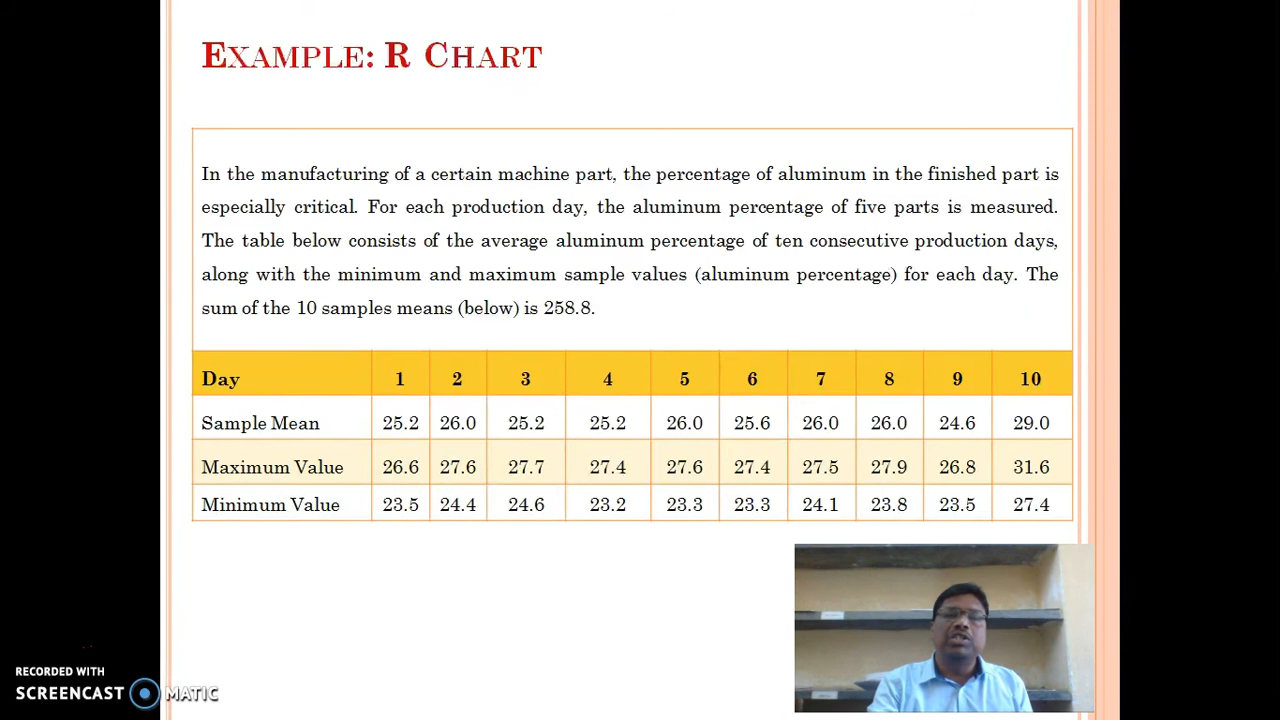 EXAMPLE: R CHART
In the manufacturing of a certain machine part, the percentage of aluminum in the finished part is
especially critical. For each production day, the aluminum percentage of five parts is measured.
The table below consists of the average aluminum percentage of ten consecutive production days,
along with the minimum and maximum sample values (aluminum percentage) for each day. The
sum of the 10 samples means (below) is 258.8.
Day 1 2 3 4 5 6 7 8 9 10
Sample Mean 25.2 26.0 25.2 25.2 26.0 25.6 26.0 26.0 24.6 29.0
Maximum Value 26.6 27.6 27.7 27.4 27.6 27.4 27.5 27.9 26.8 31.6
Minimum Value 23.5 24.4 24.6 23.2 23.3 23.3 24.1 23.8 23.5 27.4
RECORDED WITH
SCREENCAST MATIC